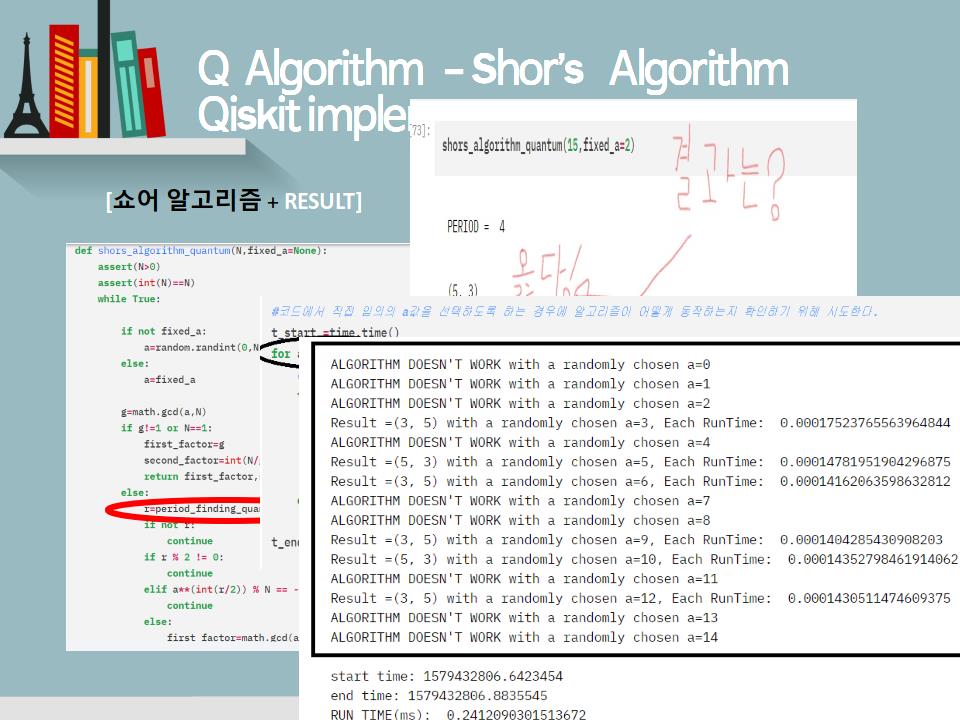 Q Algorithm - Shor's Algorithm
Qiskit imple
[쇼어 알고리즘 + RESULT]
[73]:
shors_algorithm_quantum(15,fixed_a=2)
결과는?
PERIOD = 4
(5, 3)
def shors_algorithm_quantum(N,fixed_a=None):
assert(N>0)
assert(int(N)==N)
while True:
if not fixed_a:
a=random.randint(0,N
else:
a=fixed_a
g=math.gcd(a,N)
if g!=1 or N==1:
first_factor=g
second_factor=int(N/
return first_factor,
else:
r=period_finding_qua
if not r:
continue
if r % 2 != 0:
continue
elif a**(int(r/2)) % N == -
continue
else:
first factor=math.gcd(a
#코드에서 직집 임의의 a값을 선택하도록 하는 경우에 알고리즘이 어떻게 동작하는지 확인하기 위해 시도한다.
t_start =time.time()
for a
t_end
ALGORITHM DOESN'T WORK with a randomly chosen a=0
ALGORITHM DOESN'T WORK with a randomly chosen a=1
ALGORITHM DOESN'T WORK with a randomly chosen a=2
Result =(3, 5) with a randomly chosen a=3, Each RunTime: 0.00017523765563964844
ALGORITHM DOESN'T WORK with a randomly chosen a=4
Result =(5, 3) with a randomly chosen a=5, Each RunTime: 0.00014781951904296875
Result =(3, 5) with a randomly chosen a=6, Each RunTime: 0.00014162063598632812
ALGORITHM DOESN'T WORK with a randomly chosen a=7
ALGORITHM DOESN'T WORK with a randomly chosen a=8
Result =(3, 5) with a randomly chosen a=9, Each RunTime: 0.0001404285430908203
Result =(5, 3) with a randomly chosen a=10, Each RunTime: 0.00014352798461914062
ALGORITHM DOESN'T WORK with a randomly chosen a=11
Result =(3, 5) with a randomly chosen a=12, Each RunTime: 0.0001430511474609375
ALGORITHM DOESN'T WORK with a randomly chosen a=13
ALGORITHM DOESN'T WORK with a randomly chosen a=14
start time: 1579432806.6423454
end time: 1579432806.8835545
RUN TIME(ms): 0.2412090301513672